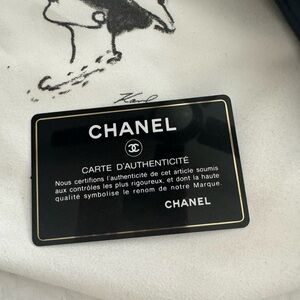 Karl
CHANEL
CARTE D'AUTHENTICITÉ
Nous certifions l'authenticité de cet article soumis
aux contrôles les plus rigoureux, et dont la haute
qualité symbolise le renom de notre Marque.
CHANEL